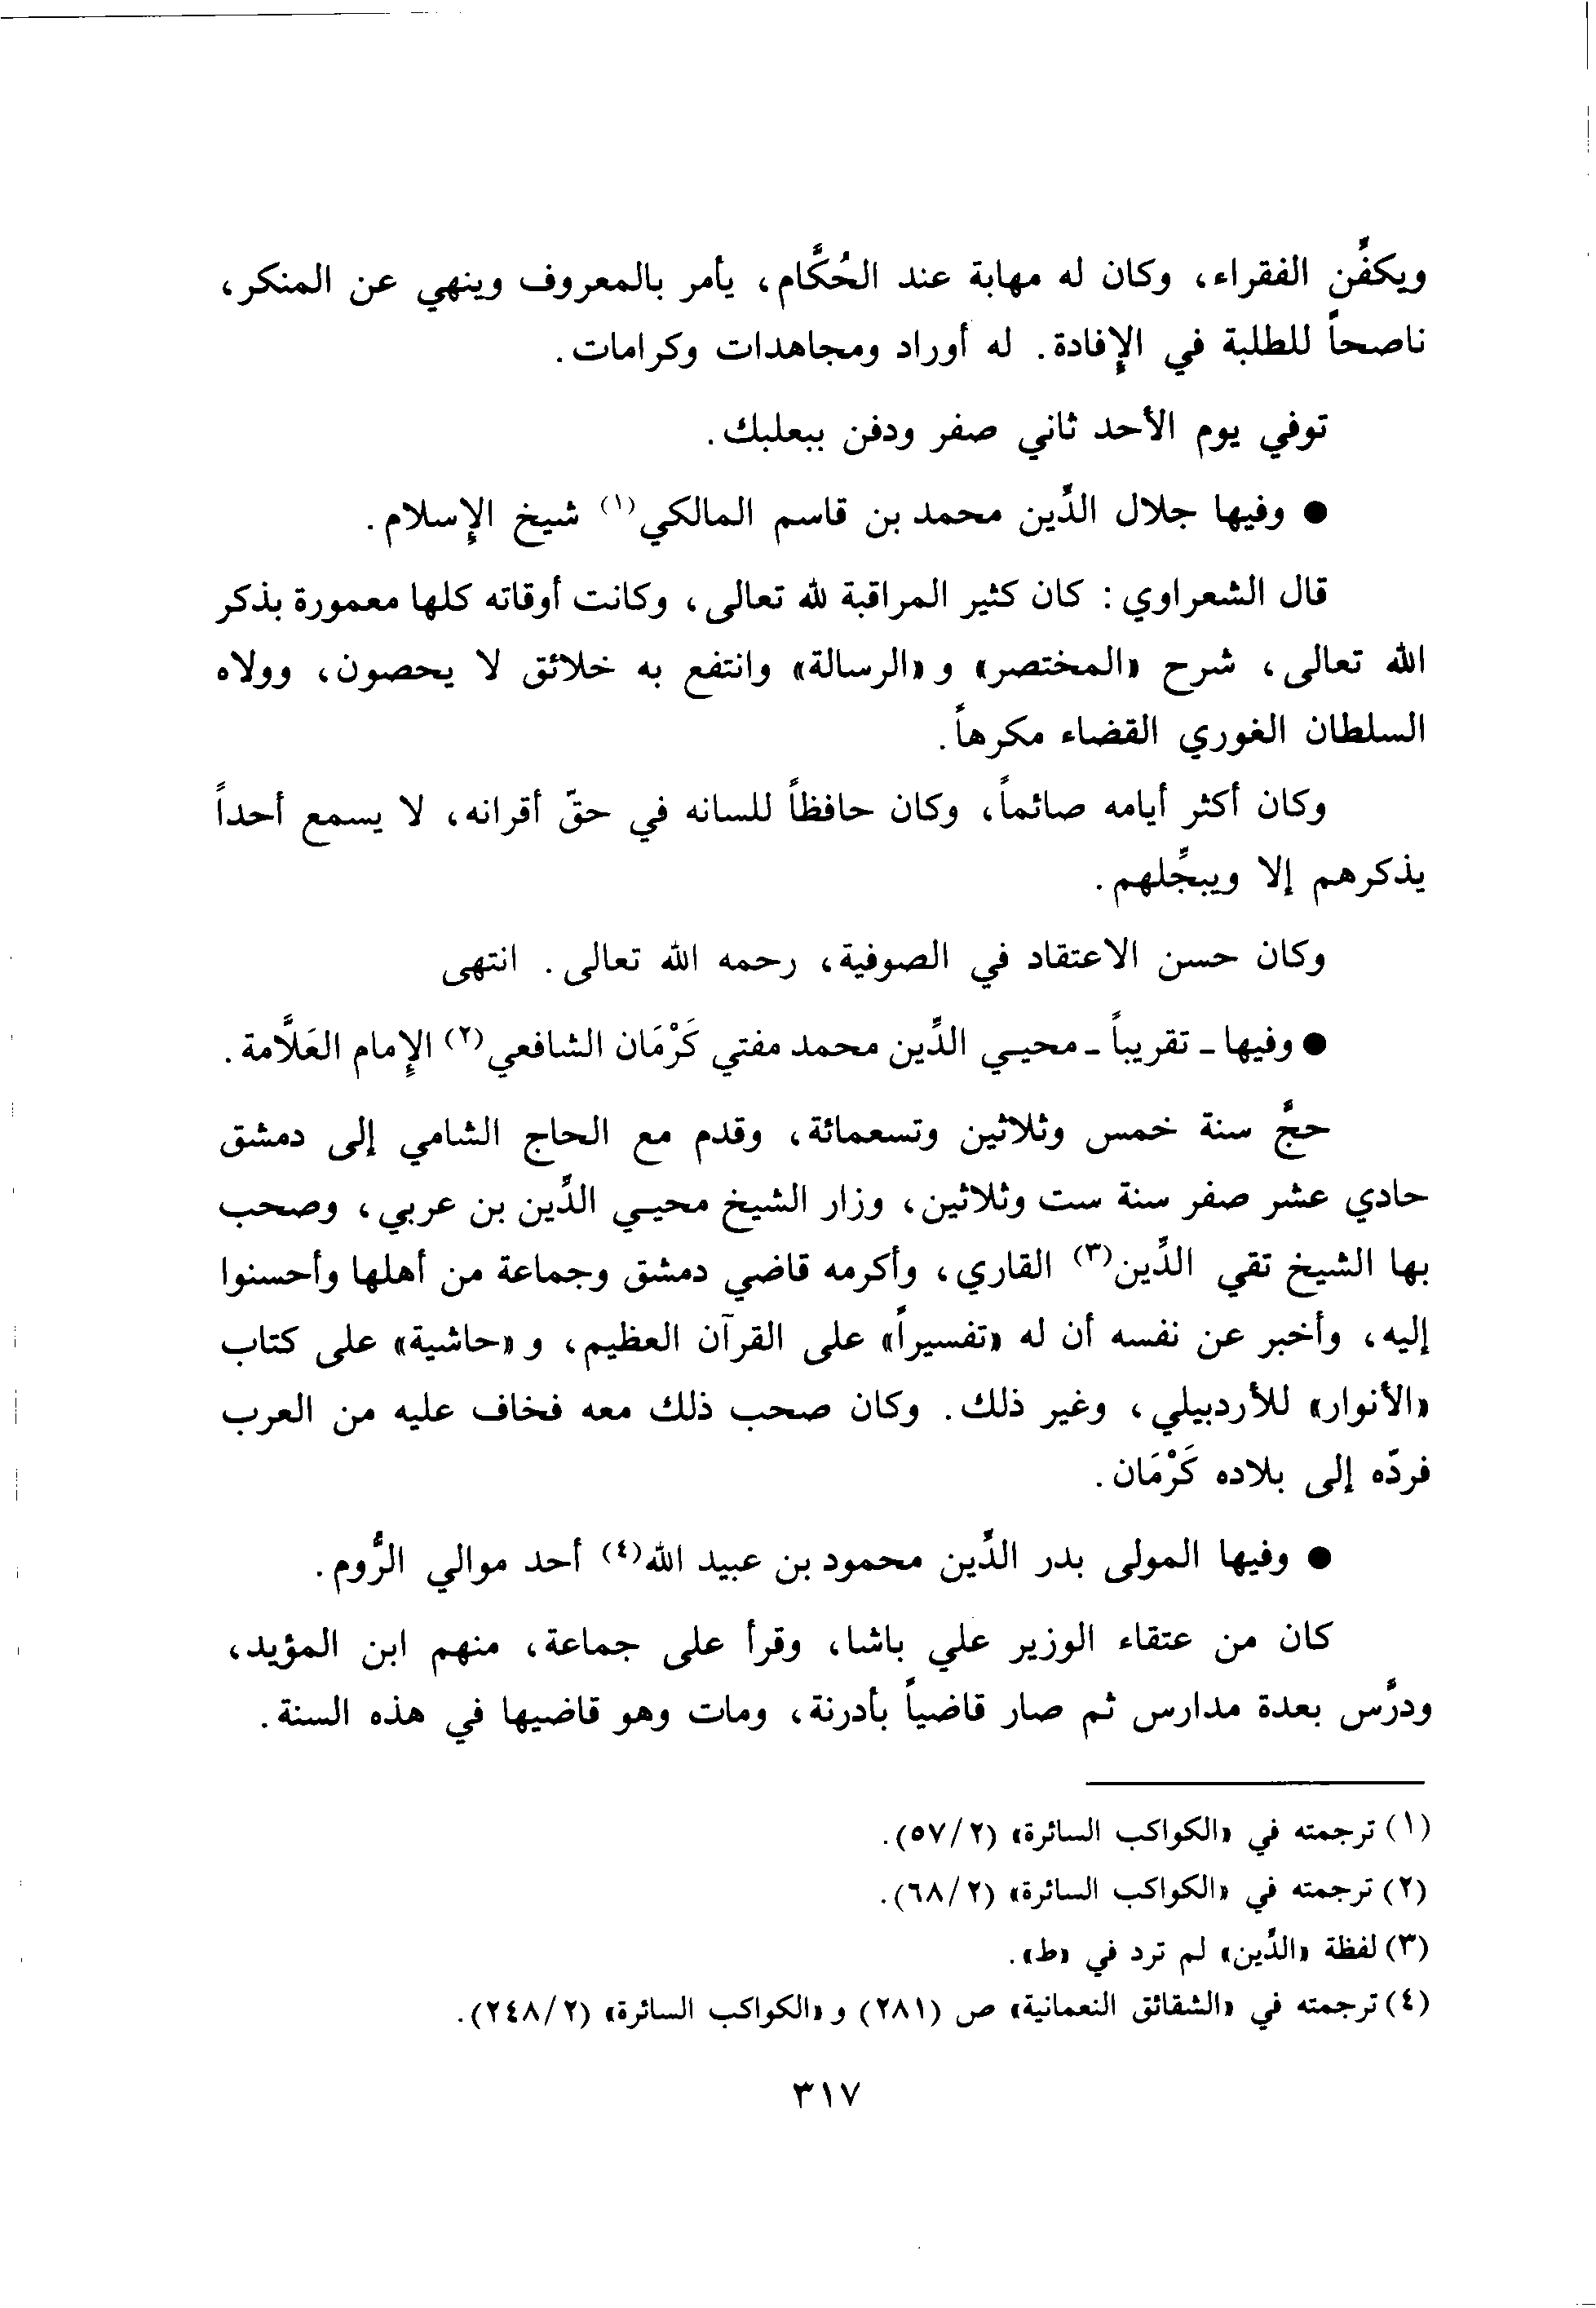 ويكفّن الفقراء، وكان له مهابة عند الحُكَّام، يأمر بالمعروف وينهي عن المنكر،
ناصحاً للطلبة في الإفادة. له أوراد ومجاهدات وكرامات.
توفي يوم الأحد ثاني صفر ودفن ببعلبك.
● وفيها جلال الدِّين محمد بن قاسم المالكي(١) شيخ الإسلام.
قال الشعراوي: كان كثير المراقبة لله تعالى، وكانت أوقاته كلها معمورة بذكر
الله تعالى، شرح «المختصر» و «الرسالة» وانتفع به خلائق لا يحصون، وولاه
السلطان الغوري القضاء مكرهاً.
وكان أكثر أيامه صائماً، وكان حافظاً للسانه في حقّ أقرانه، لا يسمع أحداً
يذكرهم إلا ويبجِّلهم.
وكان حسن الاعتقاد في الصوفية، رحمه الله تعالى. انتهى
● وفيها - تقريباً - محيي الدِّين محمد مفتي كَرْمَان الشافعي(٢) الإمام العَلَّامة.
حجَّ سنة خمس وثلاثين وتسعمائة، وقدم مع الحاج الشامي إلى دمشق
حادي عشر صفر سنة ست وثلاثين، وزار الشيخ محيي الدِّين بن عربي، وصحب
بها الشيخ تقي الدِّين(٣) القاري، وأكرمه قاضي دمشق وجماعة من أهلها وأحسنوا
إليه، وأخبر عن نفسه أن له «تفسيراً» على القرآن العظيم، و «حاشية» على كتاب
«الأنوار» للأردبيلي، وغير ذلك. وكان صحب ذلك معه فخاف عليه من العرب
فردّه إلى بلاده كَرْمَان.
● وفيها المولى بدر الدِّين محمود بن عبيد الله(٤) أحد موالي الرُّوم.
كان من عتقاء الوزير علي باشا، وقرأ على جماعة، منهم ابن المؤيد،
ودرَّس بعدة مدارس ثم صار قاضياً بأدرنة، ومات وهو قاضيها في هذه السنة.
(١) ترجمته في «الكواكب السائرة» (٥٧/٢).
(٢) ترجمته في «الكواكب السائرة» (٦٨/٢).
(٣) لفظة «الدِّين» لم ترد في «ط».
(٤) ترجمته في «الشقائق النعمانية» ص (٢٨١) و «الكواكب السائرة» (٢٤٨/٢).
٣١٧